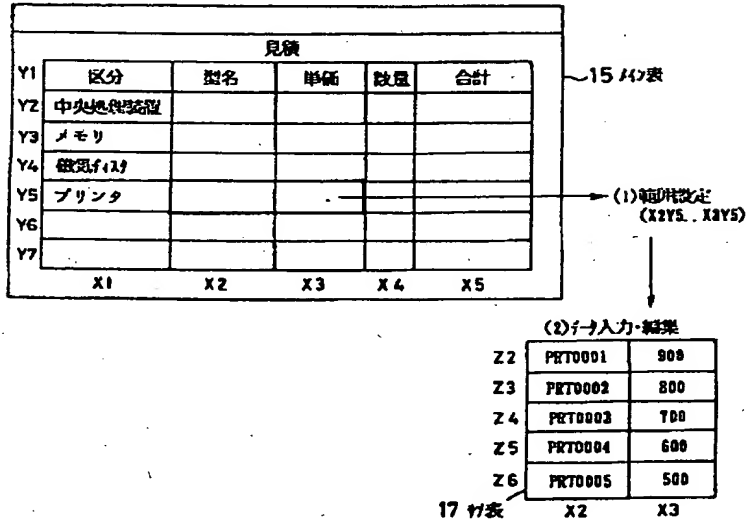 見積
Y1 区分 型名 単価 数量 合計
15 メイン表
Y2 中央処理装置
Y3 メモリ
Y4 磁気ディスク
Y5 プリンタ
(1)範囲設定
(X2Y5..X3Y5)
Y6
Y7
X1 X2 X3 X4 X5
(2)データ入力・編集
Z2 PRT0001 900
Z3 PRT0002 800
Z4 PRT0003 700
Z5 PRT0004 600
Z6 PRT0005 500
17 サブ表 X2 X3